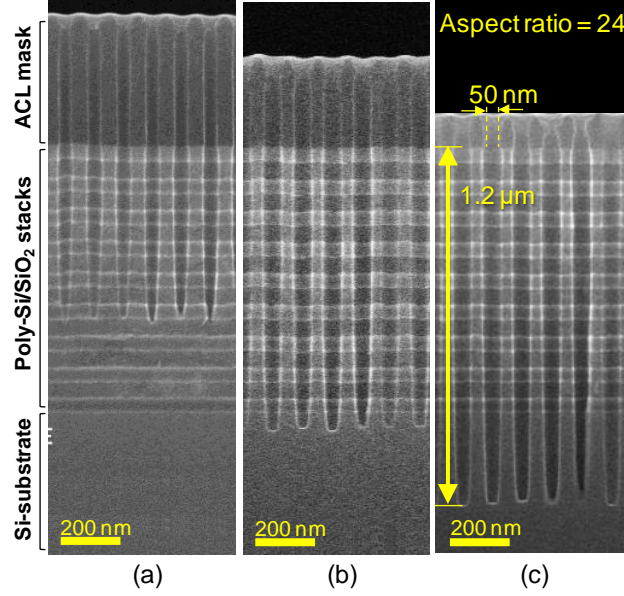 ACL mask
Poly-Si/SiO₂ stacks
Si-substrate
Aspect ratio = 24
50 nm
1.2 μm
200 nm
200 nm
200 nm
(a)
(b)
(c)